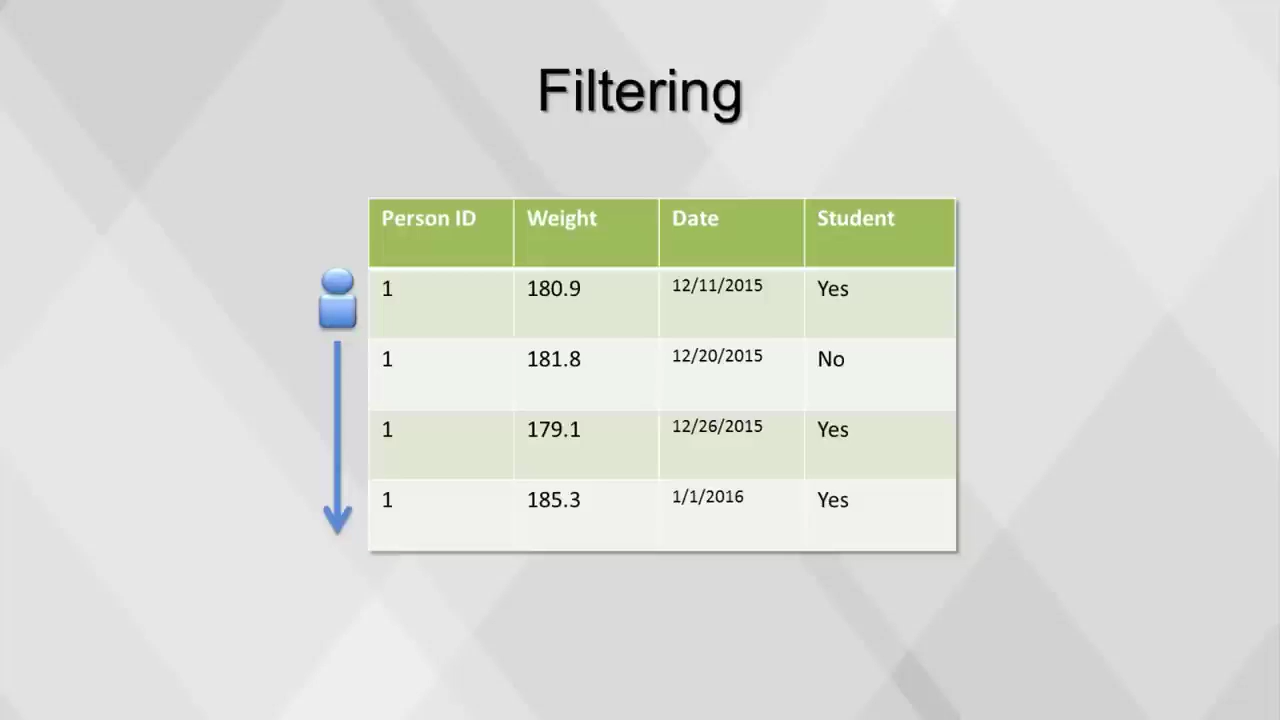 Filtering
Person ID Weight Date Student
1 180.9 12/11/2015 Yes
1 181.8 12/20/2015 No
1 179.1 12/26/2015 Yes
1 185.3 1/1/2016 Yes